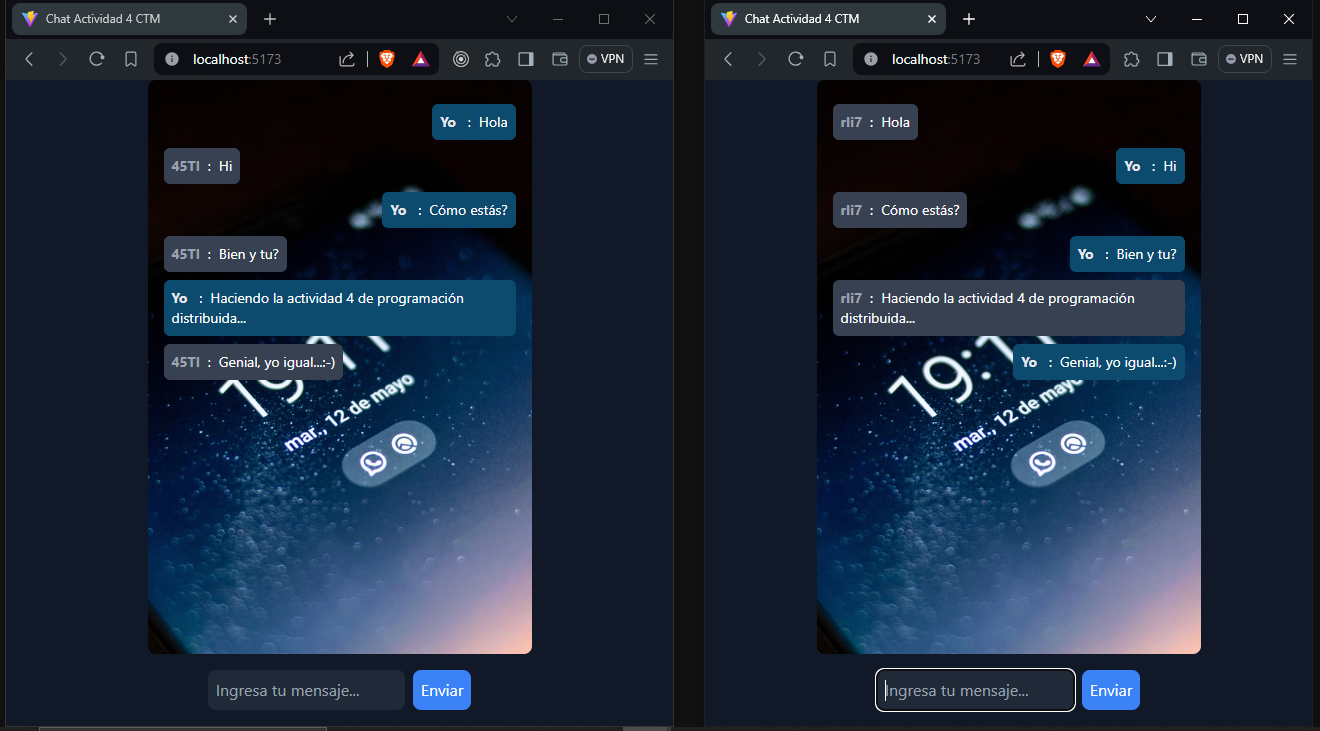 Chat Actividad 4 CTM
localhost:5173
VPN
Yo : Hola
45TI : Hi
Yo : Cómo estás?
45TI : Bien y tu?
Yo : Haciendo la actividad 4 de programación
distribuida...
45TI : Genial, yo igual...:-)
19:11
mar., 12 de mayo
Ingresa tu mensaje...
Enviar
Chat Actividad 4 CTM
localhost:5173
VPN
rli7 : Hola
Yo : Hi
rli7 : Cómo estás?
Yo : Bien y tu?
rli7 : Haciendo la actividad 4 de programación
distribuida...
Yo : Genial, yo igual...:-)
19:11
mar., 12 de mayo
Ingresa tu mensaje...
Enviar